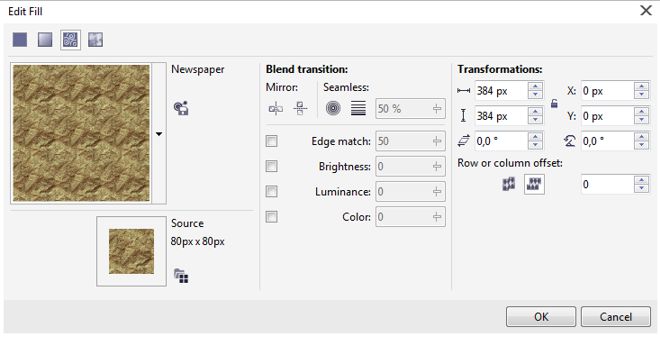 Edit Fill
Newspaper
Source
80px x 80px
Blend transition:
Mirror: Seamless:
50 %
Edge match: 50
Brightness: 0
Luminance: 0
Color: 0
Transformations:
384 px X: 0 px
384 px Y: 0 px
0,0 ° 0,0 °
Row or column offset:
0
OK Cancel